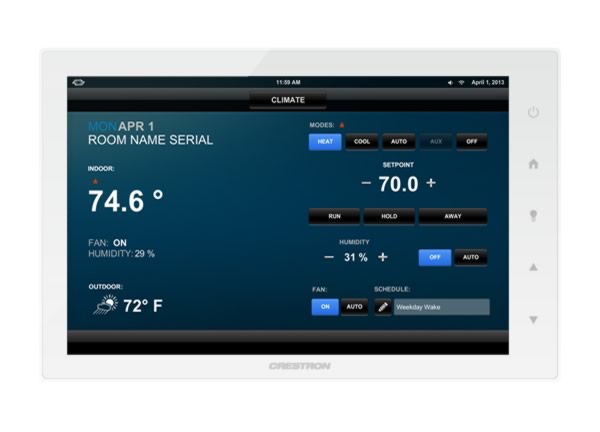 11:59 AM
April 1, 2013
CLIMATE
MON APR 1
ROOM NAME SERIAL
INDOOR:
74.6 °
FAN: ON
HUMIDITY: 29 %
OUTDOOR:
72° F
MODES:
HEAT COOL AUTO AUX OFF
SETPOINT
− 70.0 +
RUN HOLD AWAY
HUMIDITY
− 31 % +
OFF AUTO
FAN: SCHEDULE:
ON AUTO Weekday Wake
CRESTRON